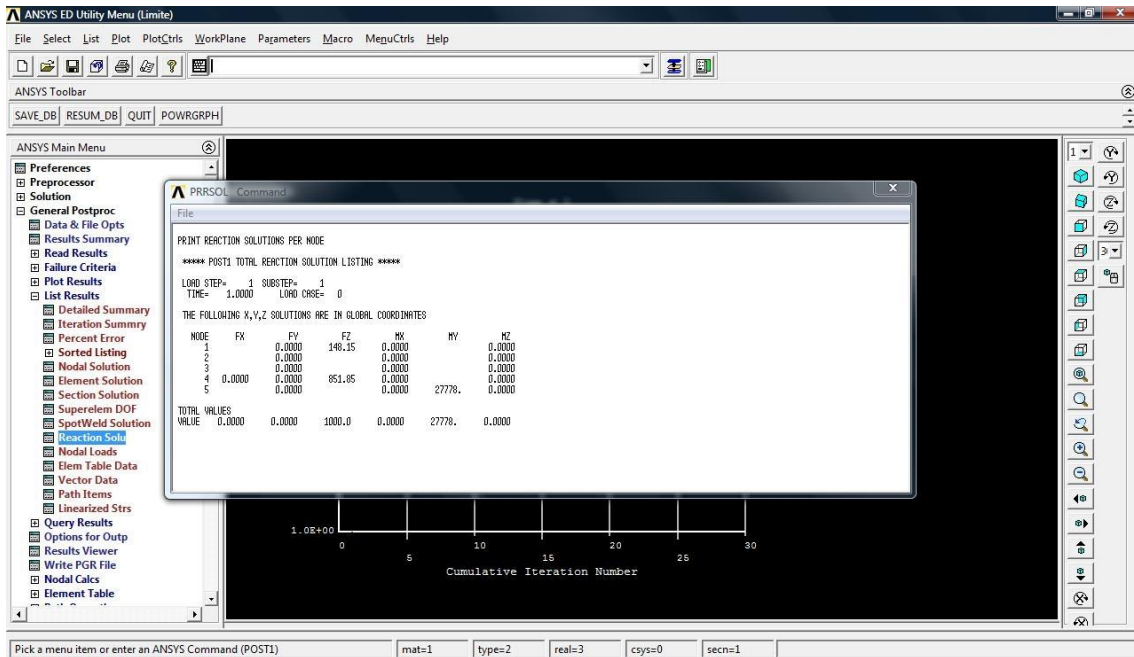 ANSYS ED Utility Menu (Limite)
File Select List Plot PlotCtrls WorkPlane Parameters Macro MenuCtrls Help
ANSYS Toolbar
SAVE_DB RESUM_DB QUIT POWRGRPH
ANSYS Main Menu
Preferences
Preprocessor
Solution
General Postproc
Data & File Opts
Results Summary
Read Results
Failure Criteria
Plot Results
List Results
Detailed Summary
Iteration Summry
Percent Error
Sorted Listing
Nodal Solution
Element Solution
Section Solution
Superelem DOF
SpotWeld Solution
Reaction Solu
Nodal Loads
Elem Table Data
Vector Data
Path Items
Linearized Strs
Query Results
Options for Outp
Results Viewer
Write PGR File
Nodal Calcs
Element Table
PRRSOL Command
File
PRINT REACTION SOLUTIONS PER NODE
***** POST1 TOTAL REACTION SOLUTION LISTING *****
LOAD STEP= 1 SUBSTEP= 1
TIME= 1.0000 LOAD CASE= 0
THE FOLLOWING X,Y,Z SOLUTIONS ARE IN GLOBAL COORDINATES
NODE FX FY FZ MX MY MZ
1 0.0000 148.15 0.0000 0.0000
2 0.0000 0.0000 0.0000
3 0.0000 0.0000 0.0000
4 0.0000 0.0000 851.85 0.0000 0.0000
5 0.0000 0.0000 27778. 0.0000
TOTAL VALUES
VALUE 0.0000 0.0000 1000.0 0.0000 27778. 0.0000
1.0E+00
0 5 10 15 20 25 30
Cumulative Iteration Number
1
Pick a menu item or enter an ANSYS Command (POST1) mat=1 type=2 real=3 csys=0 secn=1